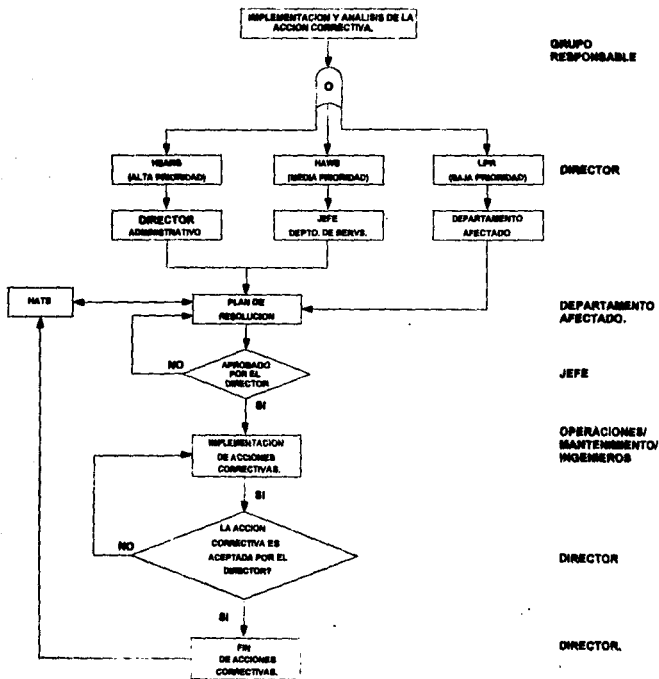 IMPLEMENTACION Y ANALISIS DE LA
ACCION CORRECTIVA.
GRUPO
RESPONSABLE
O
HBARS
(ALTA PRIORIDAD)
HAWS
(MEDIA PRIORIDAD)
LPR
(BAJA PRIORIDAD)
DIRECTOR
DIRECTOR
ADMINISTRATIVO
JEFE
DEPTO. DE SERVS.
DEPARTAMENTO
AFECTADO
HATS
PLAN DE
RESOLUCION
DEPARTAMENTO
AFECTADO.
NO
APROBADO
POR EL
DIRECTOR
JEFE
SI
IMPLEMENTACION
DE ACCIONES
CORRECTIVAS.
OPERACIONES/
MANTENIMIENTO/
INGENIEROS
SI
NO
LA ACCION
CORRECTIVA ES
ACEPTADA POR EL
DIRECTOR?
DIRECTOR
SI
FIN
DE ACCIONES
CORRECTIVAS.
DIRECTOR.